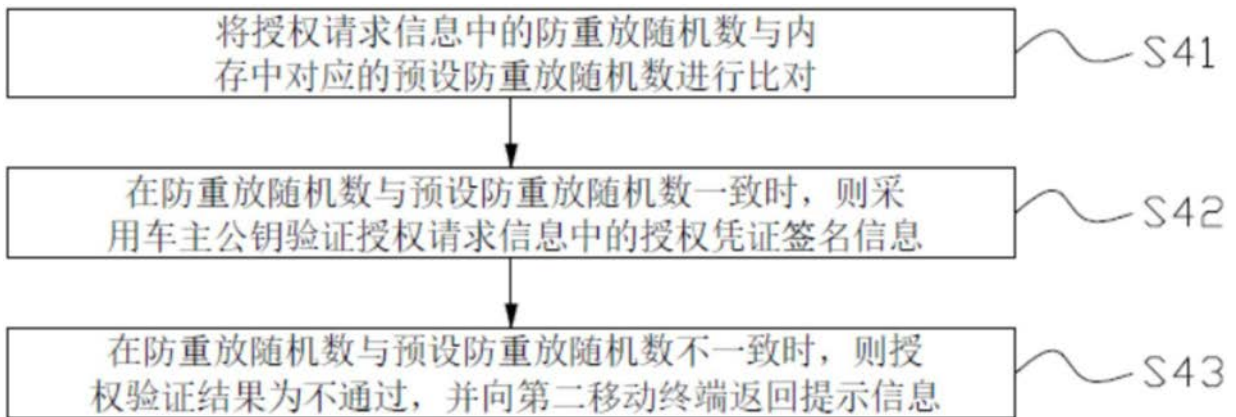 将授权请求信息中的防重放随机数与内
存中对应的预设防重放随机数进行比对
S41
在防重放随机数与预设防重放随机数一致时，则采
用车主公钥验证授权请求信息中的授权凭证签名信息
S42
在防重放随机数与预设防重放随机数不一致时，则授
权验证结果为不通过，并向第二移动终端返回提示信息
S43